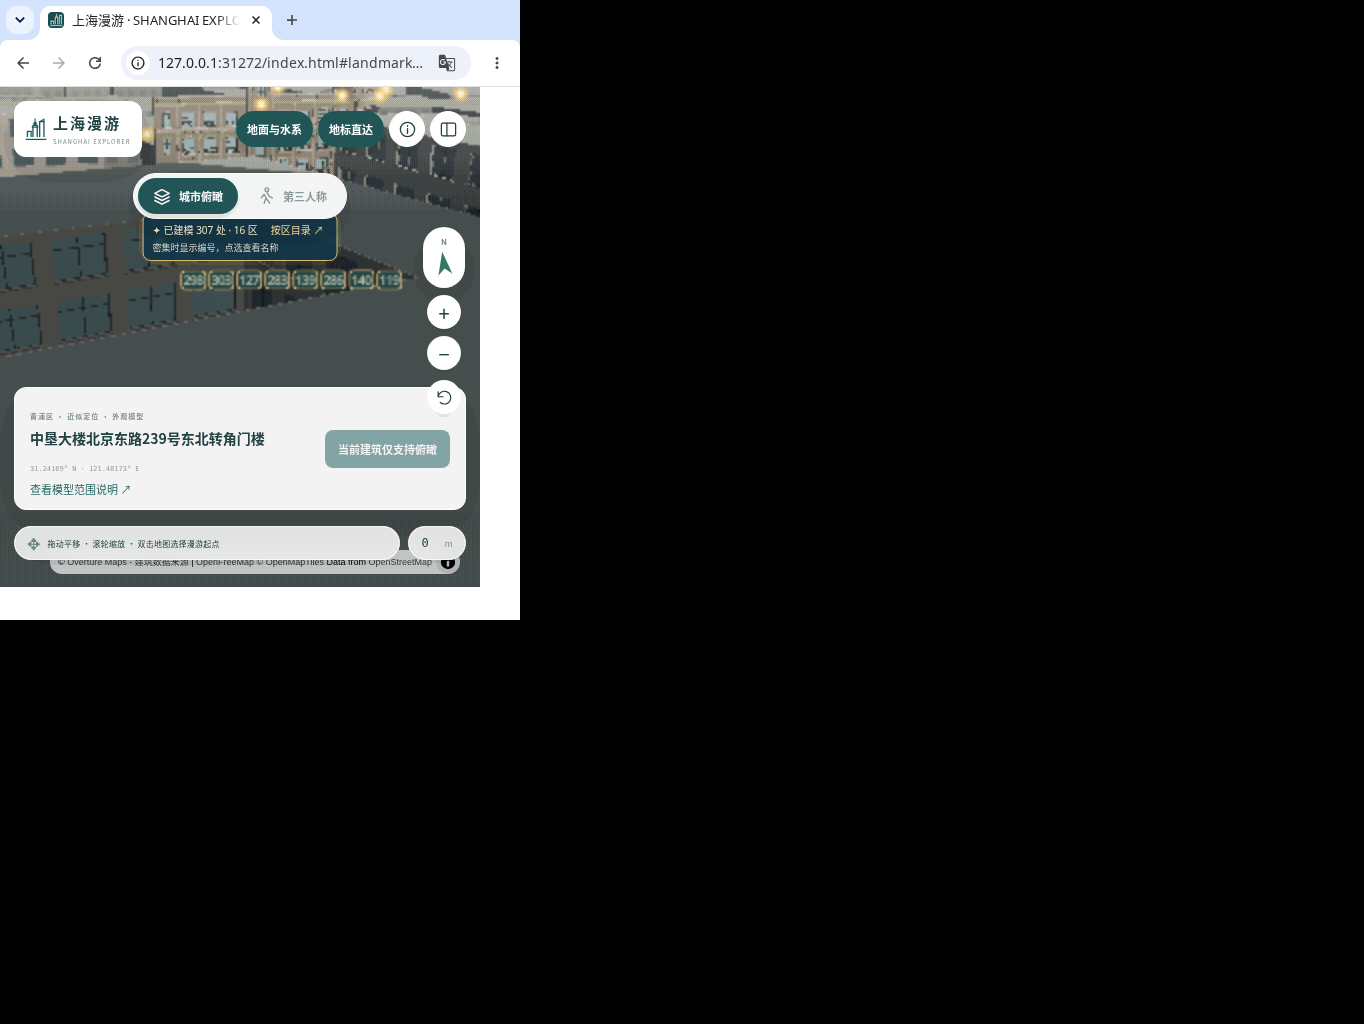 上海漫游 · SHANGHAI EXPLO
127.0.0.1:31272/index.html#landmark...
上海漫游
SHANGHAI EXPLORER
地面与水系
地标直达
城市俯瞰
第三人称
✦ 已建模 307 处 · 16 区 按区目录 ↗
密集时显示编号，点选查看名称
N
298 303 127 283 139 286 140 119
+
−
黄浦区 · 近似定位 · 外观模型
中垦大楼北京东路239号东北转角门楼
当前建筑仅支持俯瞰
31.24169° N · 121.48173° E
查看模型范围说明 ↗
拖动平移 · 滚轮缩放 · 双击地图选择漫游起点
0 m
© Overture Maps · 建筑数据来源 | OpenFreeMap © OpenMapTiles Data from OpenStreetMap